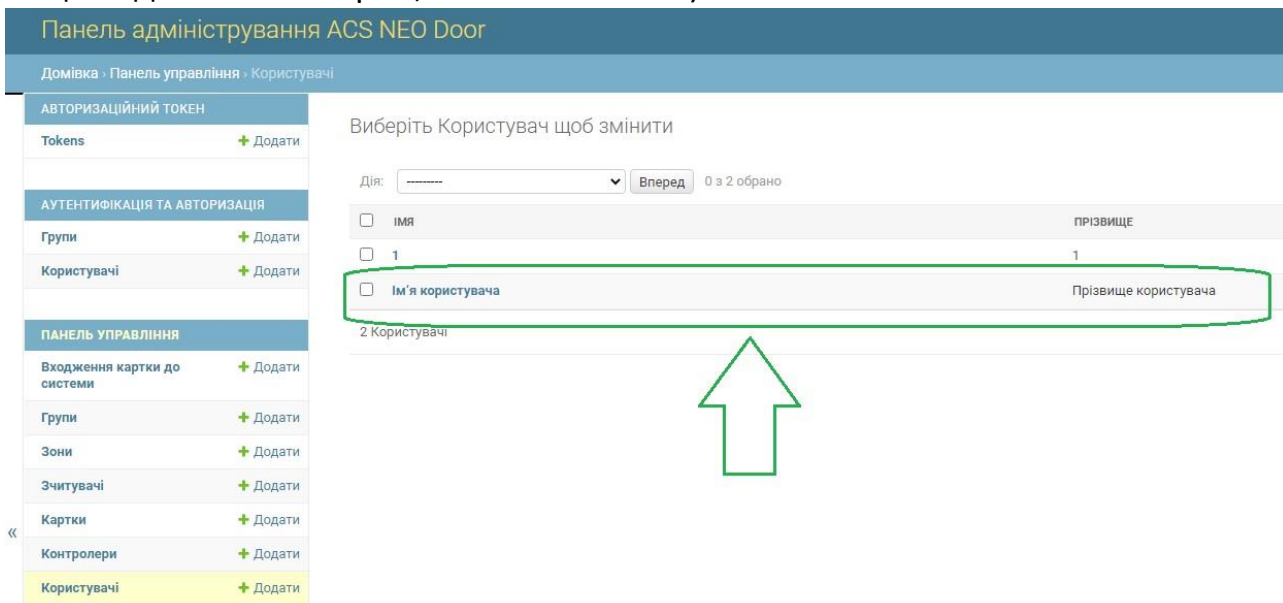 Панель адміністрування ACS NEO Door
Домівка › Панель управління › Користувачі
АВТОРИЗАЦІЙНИЙ ТОКЕН
Tokens + Додати
АУТЕНТИФІКАЦІЯ ТА АВТОРИЗАЦІЯ
Групи + Додати
Користувачі + Додати
ПАНЕЛЬ УПРАВЛІННЯ
Входження картки до + Додати
системи
Групи + Додати
Зони + Додати
Зчитувачі + Додати
Картки + Додати
Контролери + Додати
Користувачі + Додати
«
Виберіть Користувач щоб змінити
Дія: --------- Вперед 0 з 2 обрано
ІМЯ ПРІЗВИЩЕ
1 1
Ім'я користувача Прізвище користувача
2 Користувачі